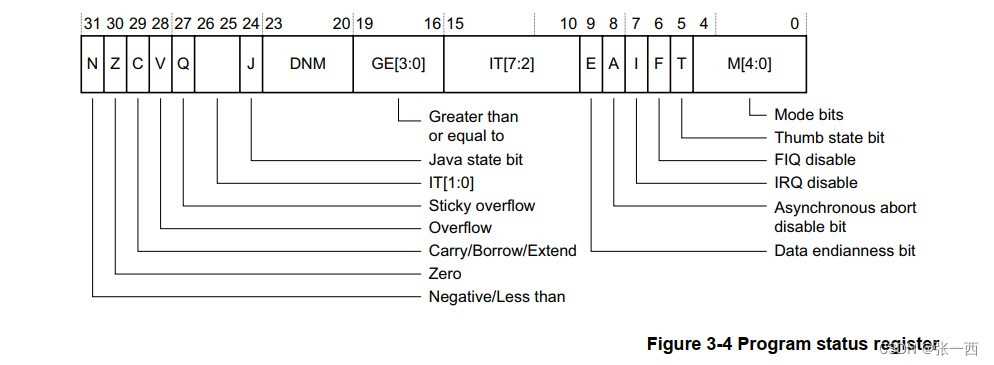 31 30 29 28 27 26 25 24 23 20 19 16 15 10 9 8 7 6 5 4 0
N Z C V Q J DNM GE[3:0] IT[7:2] E A I F T M[4:0]
Greater than
or equal to
Java state bit
IT[1:0]
Sticky overflow
Overflow
Carry/Borrow/Extend
Zero
Negative/Less than
Mode bits
Thumb state bit
FIQ disable
IRQ disable
Asynchronous abort
disable bit
Data endianness bit
Figure 3-4 Program status register
CSDN @张一西